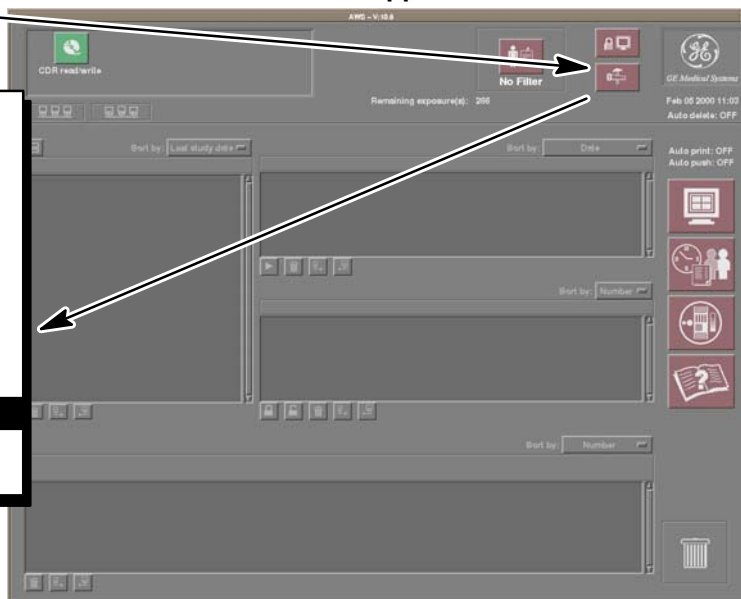 AWS – V:10.6
CDR read/write
No Filter
GE Medical Systems
Remaining exposure(s): 266
Feb 05 2000 11:03
Auto delete: OFF
Sort by: Last study date
Sort by: Date
Auto print: OFF
Auto push: OFF
Sort by: Number
Sort by: Number